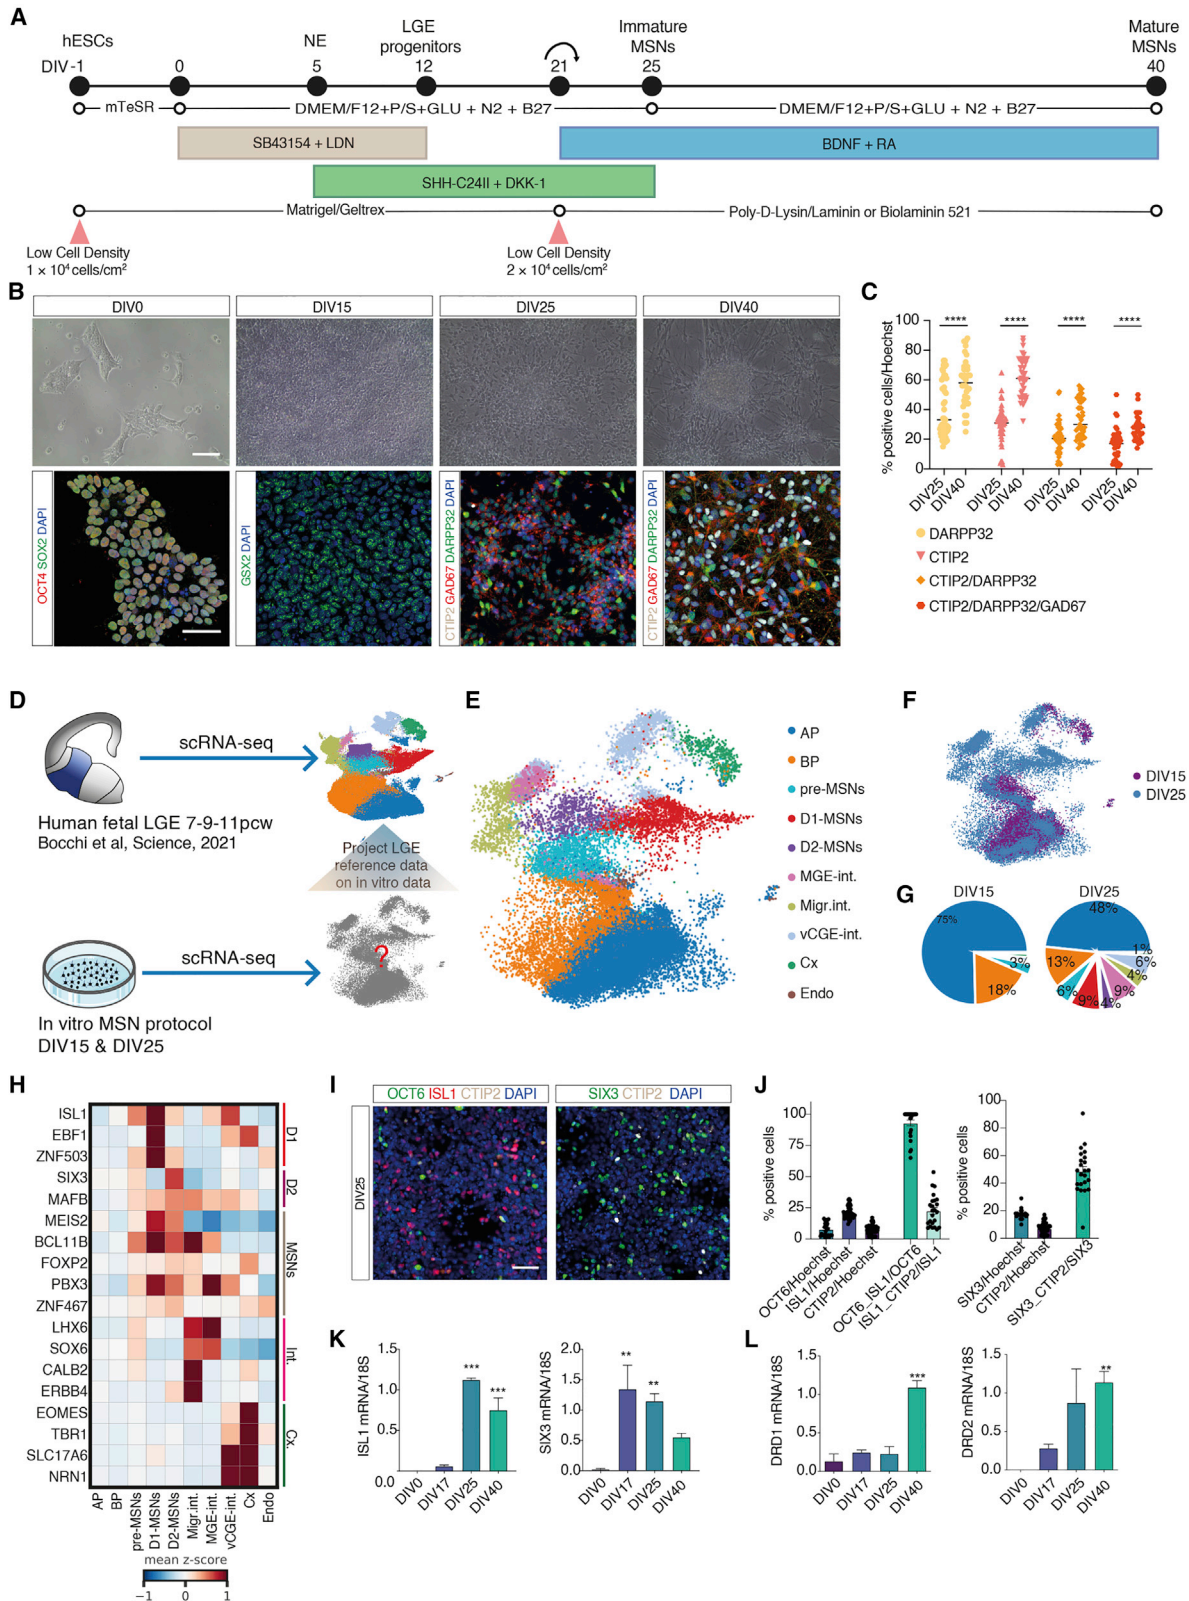 A
hESCs
NE
LGE
progenitors
Immature
MSNs
Mature
MSNs
DIV-1
0
5
12
21
25
40
mTeSR
DMEM/F12+P/S+GLU + N2 + B27
DMEM/F12+P/S+GLU + N2 + B27
SB43154 + LDN
BDNF + RA
SHH-C24II + DKK-1
Matrigel/Geltrex
Poly-D-Lysin/Laminin or Biolaminin 521
Low Cell Density
1 × 10⁴ cells/cm²
Low Cell Density
2 × 10⁴ cells/cm²
B
DIV0
DIV15
DIV25
DIV40
OCT4 SOX2 DAPI
GSX2 DAPI
CTIP2 GAD67 DARPP32 DAPI
CTIP2 GAD67 DARPP32 DAPI
C
% positive cells/Hoechst
100
80
60
40
20
0
****
****
****
****
DIV25
DIV40
DIV25
DIV40
DIV25
DIV40
DIV25
DIV40
DARPP32
CTIP2
CTIP2/DARPP32
CTIP2/DARPP32/GAD67
D
scRNA-seq
Human fetal LGE 7-9-11pcw
Bocchi et al, Science, 2021
Project LGE
reference data
on in vitro data
scRNA-seq
?
In vitro MSN protocol
DIV15 & DIV25
E
AP
BP
pre-MSNs
D1-MSNs
D2-MSNs
MGE-int.
Migr.int.
vCGE-int.
Cx
Endo
F
DIV15
DIV25
G
DIV15
75%
18%
3%
DIV25
48%
13%
6%
9%
4%
9%
4%
6%
1%
H
ISL1
EBF1
ZNF503
SIX3
MAFB
MEIS2
BCL11B
FOXP2
PBX3
ZNF467
LHX6
SOX6
CALB2
ERBB4
EOMES
TBR1
SLC17A6
NRN1
D1
D2
MSNs
Int.
Cx.
AP
BP
pre-MSNs
D1-MSNs
D2-MSNs
Migr.int.
MGE-int.
vCGE-int.
Cx
Endo
mean z-score
−1
0
1
I
OCT6 ISL1 CTIP2 DAPI
SIX3 CTIP2 DAPI
DIV25
J
% positive cells
100
75
50
25
0
OCT6/Hoechst
ISL1/Hoechst
CTIP2/Hoechst
OCT6_ISL1/OCT6
ISL1_CTIP2/ISL1
% positive cells
100
80
60
40
20
0
SIX3/Hoechst
CTIP2/Hoechst
SIX3_CTIP2/SIX3
K
ISL1 mRNA/18S
1.5
1.0
0.5
0.0
***
***
DIV0
DIV17
DIV25
DIV40
SIX3 mRNA/18S
2.0
1.5
1.0
0.5
0.0
**
**
DIV0
DIV17
DIV25
DIV40
L
DRD1 mRNA/18S
1.5
1.0
0.5
0.0
***
DIV0
DIV17
DIV25
DIV40
DRD2 mRNA/18S
1.5
1.0
0.5
0.0
**
DIV0
DIV17
DIV25
DIV40